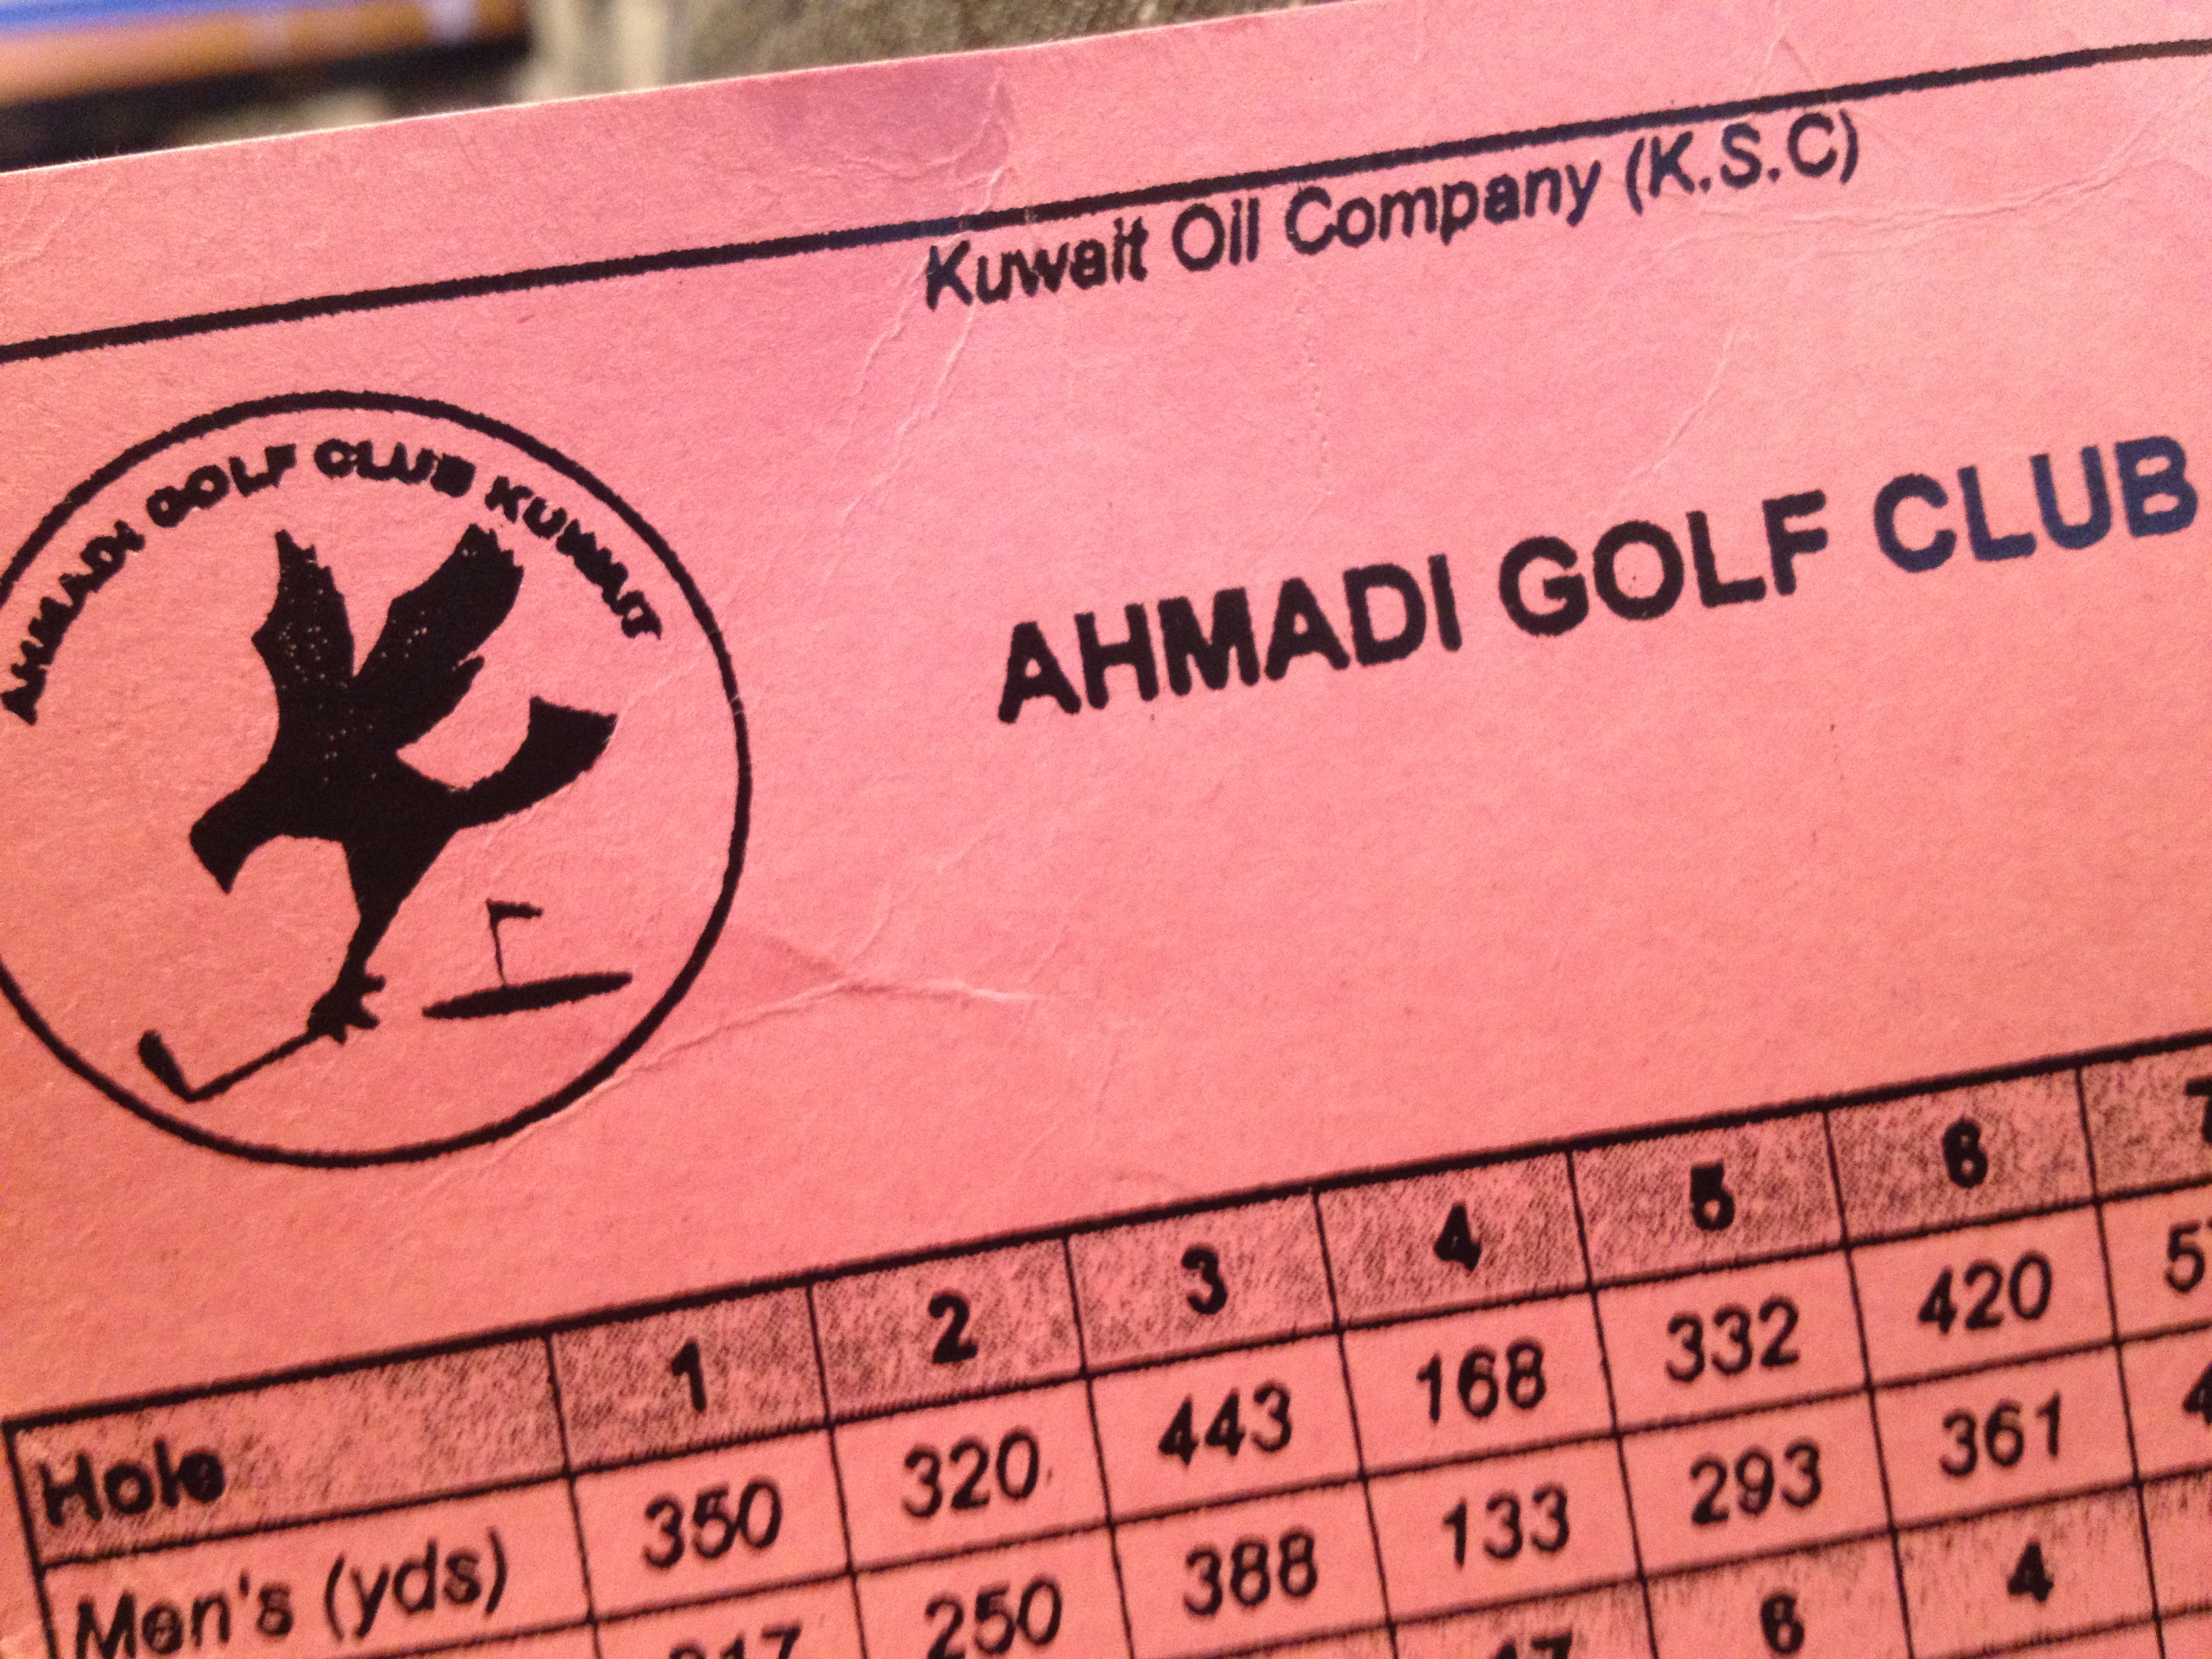 Kuwait Oil Company (K.S.C)
AHMADI GOLF CLUB KUWAIT
AHMADI GOLF CLUB
Hole 1 2 3 4 5 6
Men's (yds) 350 320 443 168 332 420
250 388 133 293 361
6 4